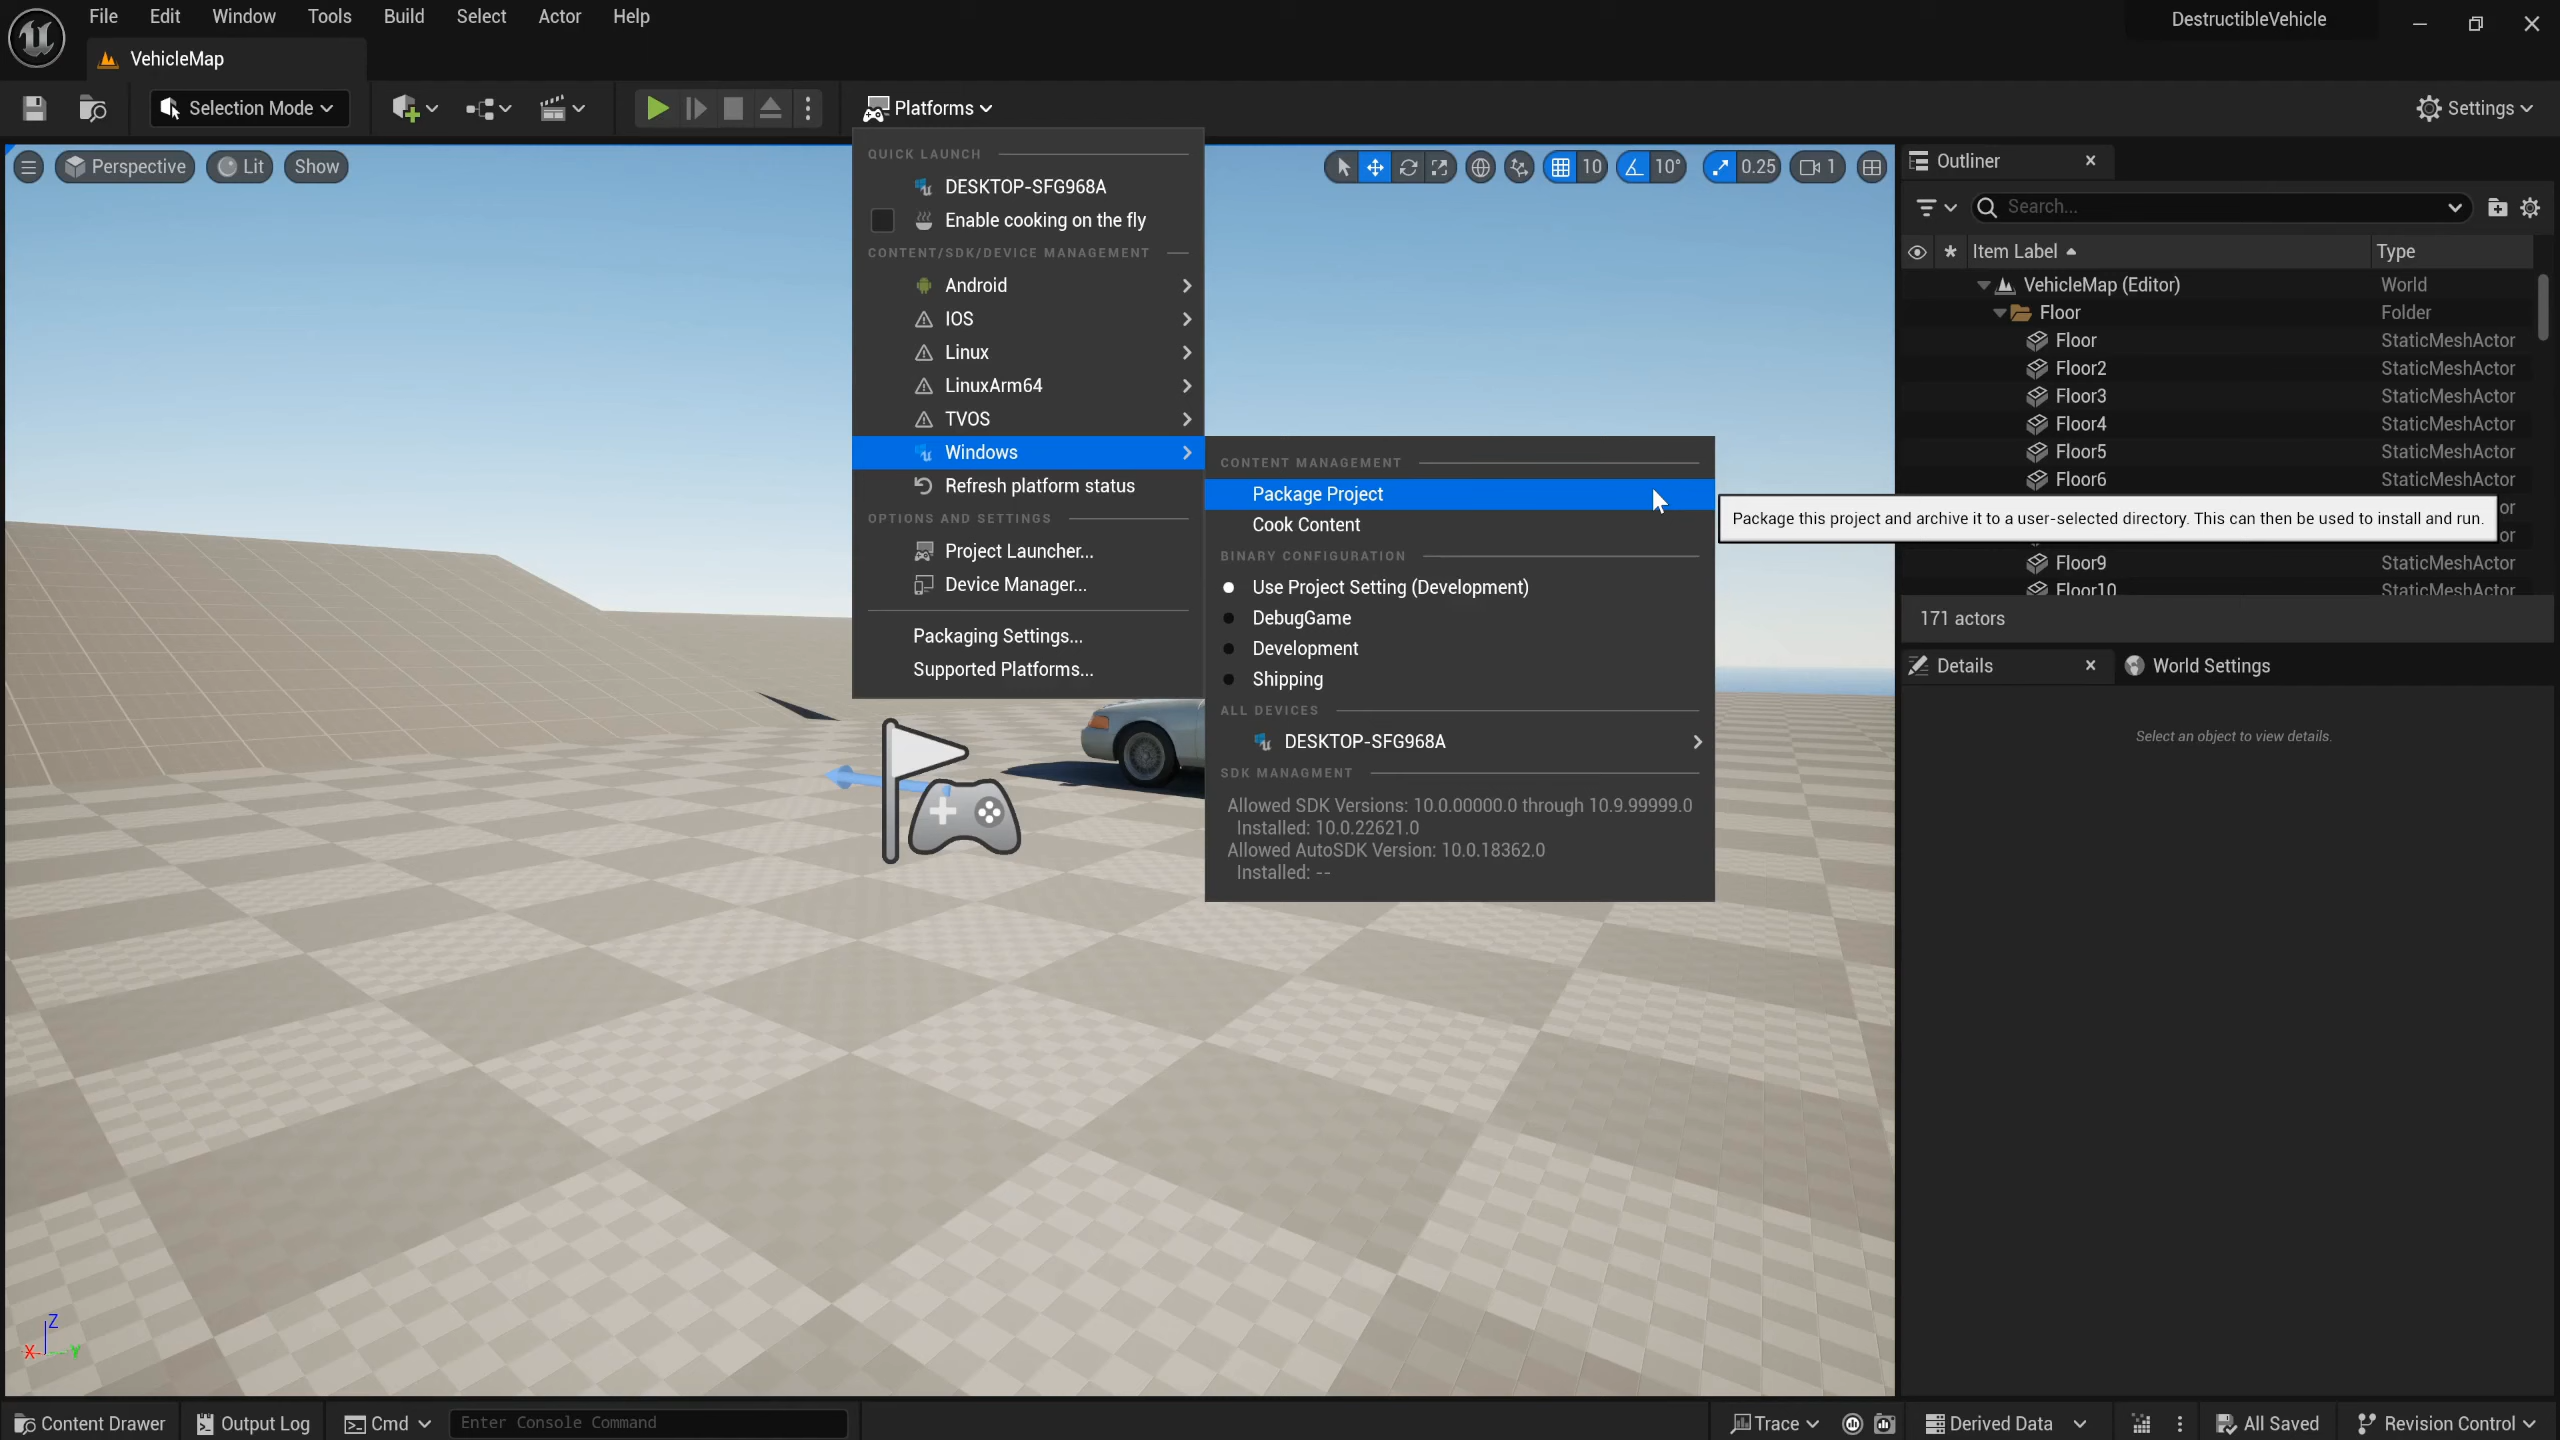 File Edit Window Tools Build Select Actor Help
DestructibleVehicle
VehicleMap
Selection Mode
Platforms
Settings
Perspective
Lit
Show
10
10°
0.25
1
QUICK LAUNCH
DESKTOP-SFG968A
Enable cooking on the fly
CONTENT/SDK/DEVICE MANAGEMENT
Android
IOS
Linux
LinuxArm64
TVOS
Windows
Refresh platform status
OPTIONS AND SETTINGS
Project Launcher...
Device Manager...
Packaging Settings...
Supported Platforms...
CONTENT MANAGEMENT
Package Project
Cook Content
BINARY CONFIGURATION
Use Project Setting (Development)
DebugGame
Development
Shipping
ALL DEVICES
DESKTOP-SFG968A
SDK MANAGMENT
Allowed SDK Versions: 10.0.00000.0 through 10.9.99999.0
Installed: 10.0.22621.0
Allowed AutoSDK Version: 10.0.18362.0
Installed: --
Package this project and archive it to a user-selected directory. This can then be used to install and run.
Outliner
Search...
Item Label Type
VehicleMap (Editor) World
Floor Folder
Floor StaticMeshActor
Floor2 StaticMeshActor
Floor3 StaticMeshActor
Floor4 StaticMeshActor
Floor5 StaticMeshActor
Floor6 StaticMeshActor
or
or
Floor9 StaticMeshActor
Floor10 StaticMeshActor
171 actors
Details
World Settings
Select an object to view details.
Z
X
Y
Content Drawer
Output Log
Cmd
Enter Console Command
Trace
Derived Data
All Saved
Revision Control